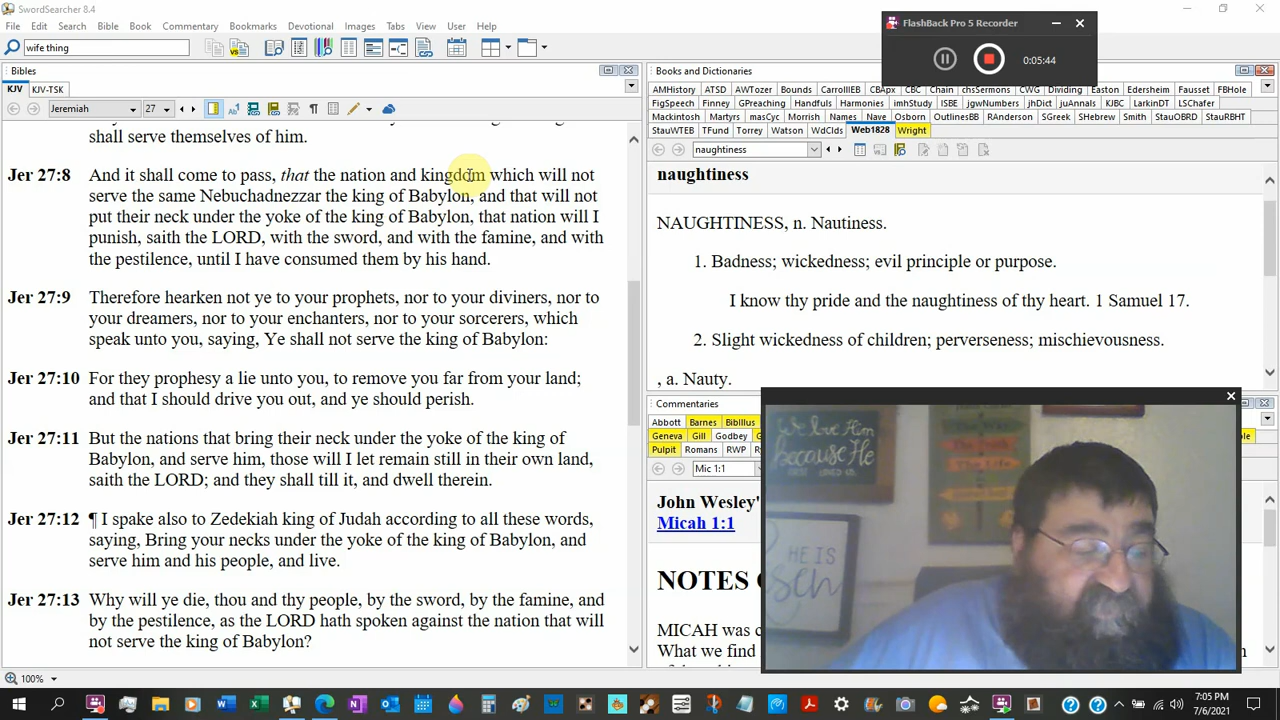 SwordSearcher 8.4
File Edit Search Bible Book Commentary Bookmarks Devotional Images Tabs View User Help
wife thing
Bibles
KJV KJV-TSK
Jeremiah 27
shall serve themselves of him.
Jer 27:8 And it shall come to pass, that the nation and kingdom which will not
serve the same Nebuchadnezzar the king of Babylon, and that will not
put their neck under the yoke of the king of Babylon, that nation will I
punish, saith the LORD, with the sword, and with the famine, and with
the pestilence, until I have consumed them by his hand.
Jer 27:9 Therefore hearken not ye to your prophets, nor to your diviners, nor to
your dreamers, nor to your enchanters, nor to your sorcerers, which
speak unto you, saying, Ye shall not serve the king of Babylon:
Jer 27:10 For they prophesy a lie unto you, to remove you far from your land;
and that I should drive you out, and ye should perish.
Jer 27:11 But the nations that bring their neck under the yoke of the king of
Babylon, and serve him, those will I let remain still in their own land,
saith the LORD; and they shall till it, and dwell therein.
Jer 27:12 ¶ I spake also to Zedekiah king of Judah according to all these words,
saying, Bring your necks under the yoke of the king of Babylon, and
serve him and his people, and live.
Jer 27:13 Why will ye die, thou and thy people, by the sword, by the famine, and
by the pestilence, as the LORD hath spoken against the nation that will
not serve the king of Babylon?
100%
FlashBack Pro 5 Recorder
0:05:44
Books and Dictionaries
AMHistory ATSD AWTozer Bounds CarrollIEB CBApx CBC Chain chsSermons CWG Dividing Easton Edersheim Fausset FBHole
FigSpeech Finney GPreaching Handfuls Harmonies imhStudy ISBE jgwNumbers jhDict juAnnals KJBC LarkinDT LSChafer
Mackintosh Martyrs masCyc Morrish Names Nave Osborn OutlinesBB RAnderson SGreek SHebrew Smith StauOBRD StauRBHT
StauWTEB TFund Torrey Watson WdClds Web1828 Wright
naughtiness
naughtiness
NAUGHTINESS, n. Nautiness.
1. Badness; wickedness; evil principle or purpose.
I know thy pride and the naughtiness of thy heart. 1 Samuel 17.
2. Slight wickedness of children; perverseness; mischievousness.
, a. Nauty.
Commentaries
Abbott Barnes Bibllus
Geneva Gill Godbey
Pulpit Romans RWP
Mic 1:1
John Wesley'
Micah 1:1
NOTES
MICAH was
What we find
We love Him
because He
FIRST LOVED US
HE IS
7:05 PM
7/6/2021